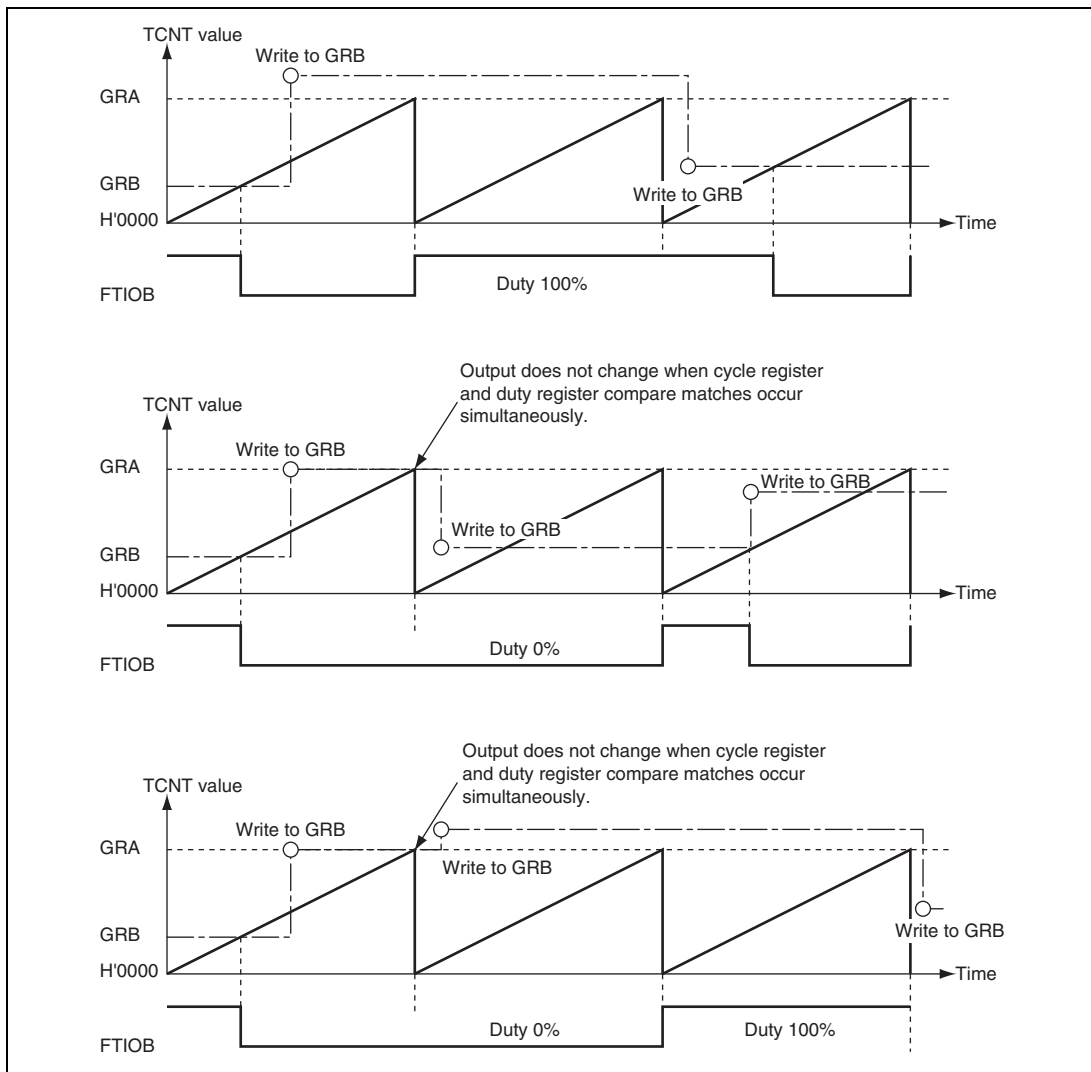 TCNT value
Write to GRB
GRA
GRB
Write to GRB
H'0000
Time
Duty 100%
FTIOB
Output does not change when cycle register
and duty register compare matches occur
simultaneously.
TCNT value
Write to GRB
GRA
Write to GRB
Write to GRB
GRB
H'0000
Time
Duty 0%
FTIOB
Output does not change when cycle register
and duty register compare matches occur
simultaneously.
TCNT value
Write to GRB
GRA
Write to GRB
GRB
Write to GRB
H'0000
Time
Duty 0%
Duty 100%
FTIOB